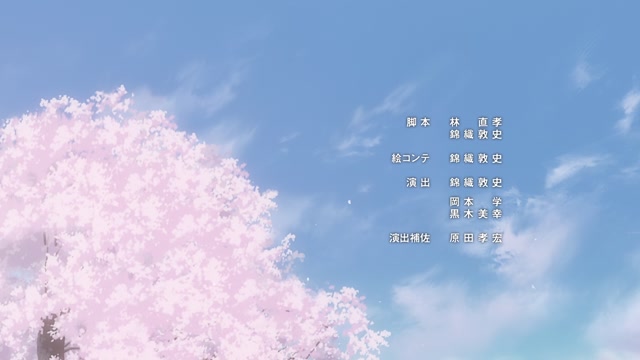 脚本 林 直孝
錦織敦史
絵コンテ 錦織敦史
演出 錦織敦史
岡本 学
黒木美幸
演出補佐 原田孝宏